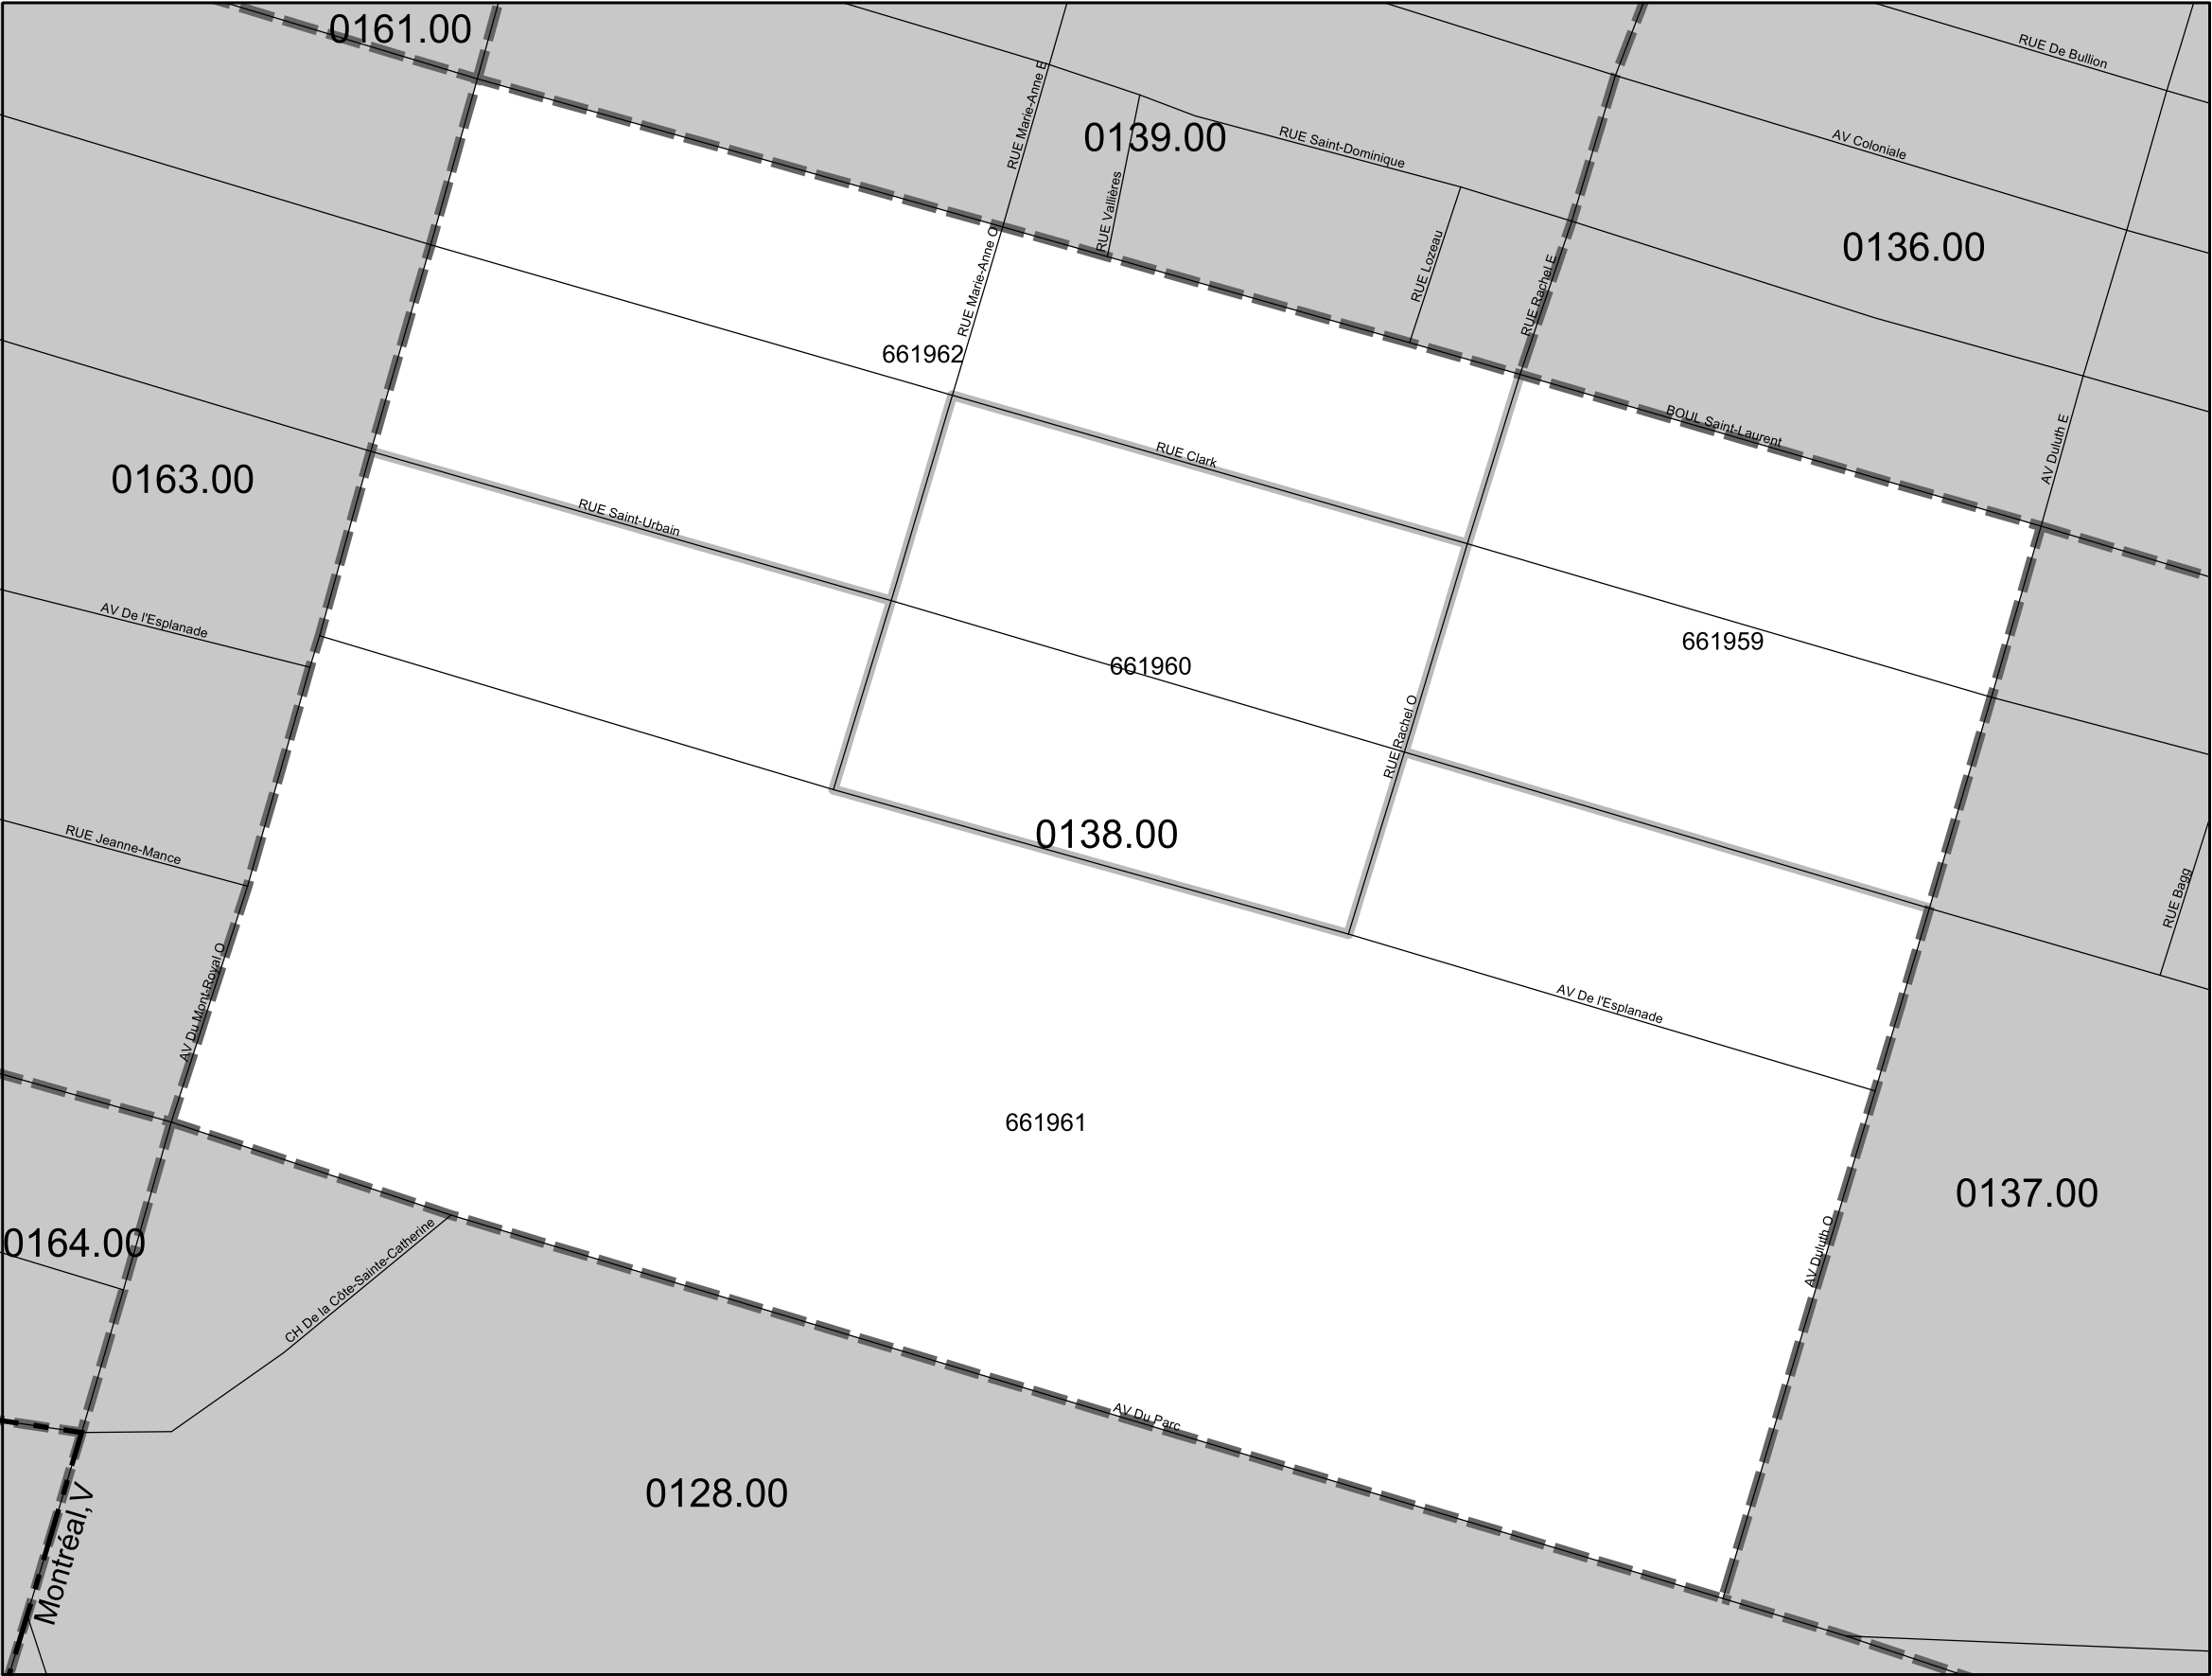 0161.00
RUE De Bullion
RUE Marie-Anne E
0139.00
RUE Saint-Dominique
AV Coloniale
RUE Vallières
0136.00
RUE Lozeau
RUE Marie-Anne O
RUE Rachel E
661962
BOUL Saint-Laurent
AV Duluth E
RUE Clark
0163.00
RUE Saint-Urbain
661959
661960
AV De l'Esplanade
RUE Rachel O
0138.00
RUE Jeanne-Mance
RUE Bagg
AV Du Mont-Royal O
AV De l'Esplanade
661961
0137.00
0164.00
CH De la Côte-Sainte-Catherine
AV Duluth O
AV Du Parc
0128.00
Montréal,V